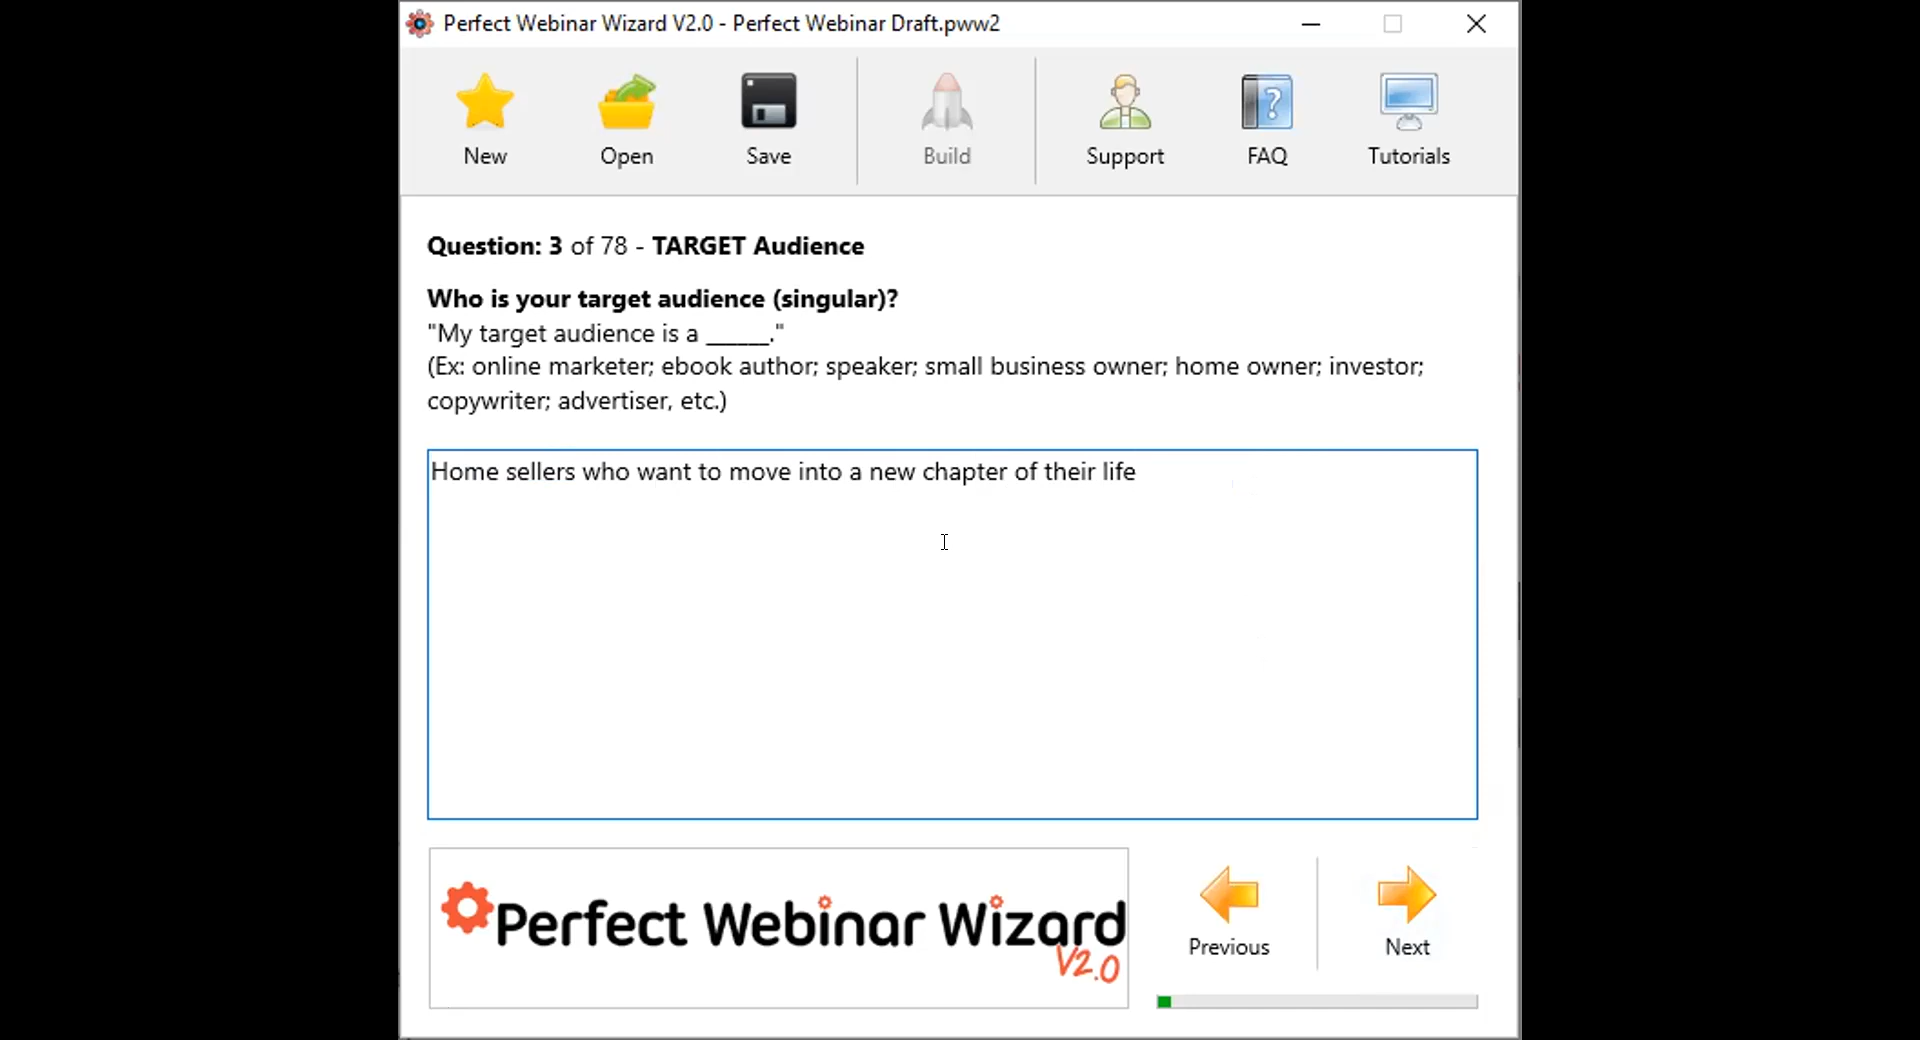 Perfect Webinar Wizard V2.0 - Perfect Webinar Draft.pww2
New Open Save Build Support FAQ Tutorials
Question: 3 of 78 - TARGET Audience
Who is your target audience (singular)?
"My target audience is a ______."
(Ex: online marketer; ebook author; speaker; small business owner; home owner; investor;
copywriter; advertiser, etc.)
Home sellers who want to move into a new chapter of their life
Perfect Webinar Wizard
V2.0
Previous Next